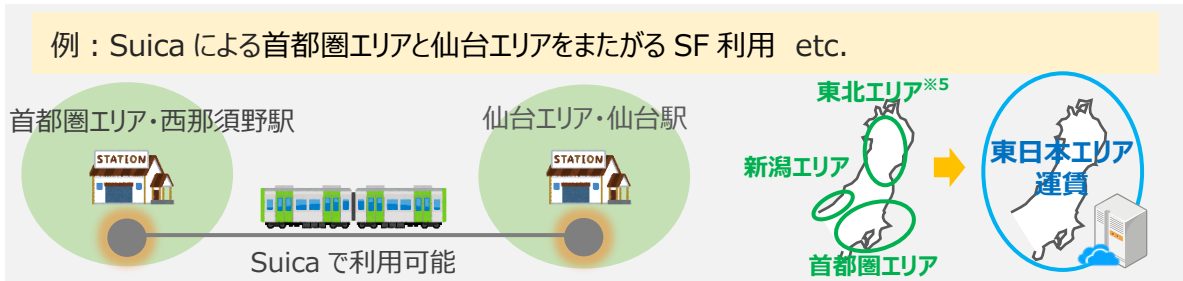 例：Suica による首都圏エリアと仙台エリアをまたがる SF 利用 etc.
首都圏エリア・西那須野駅
仙台エリア・仙台駅
STATION
STATION
Suica で利用可能
東北エリア※5
新潟エリア
首都圏エリア
東日本エリア
運賃